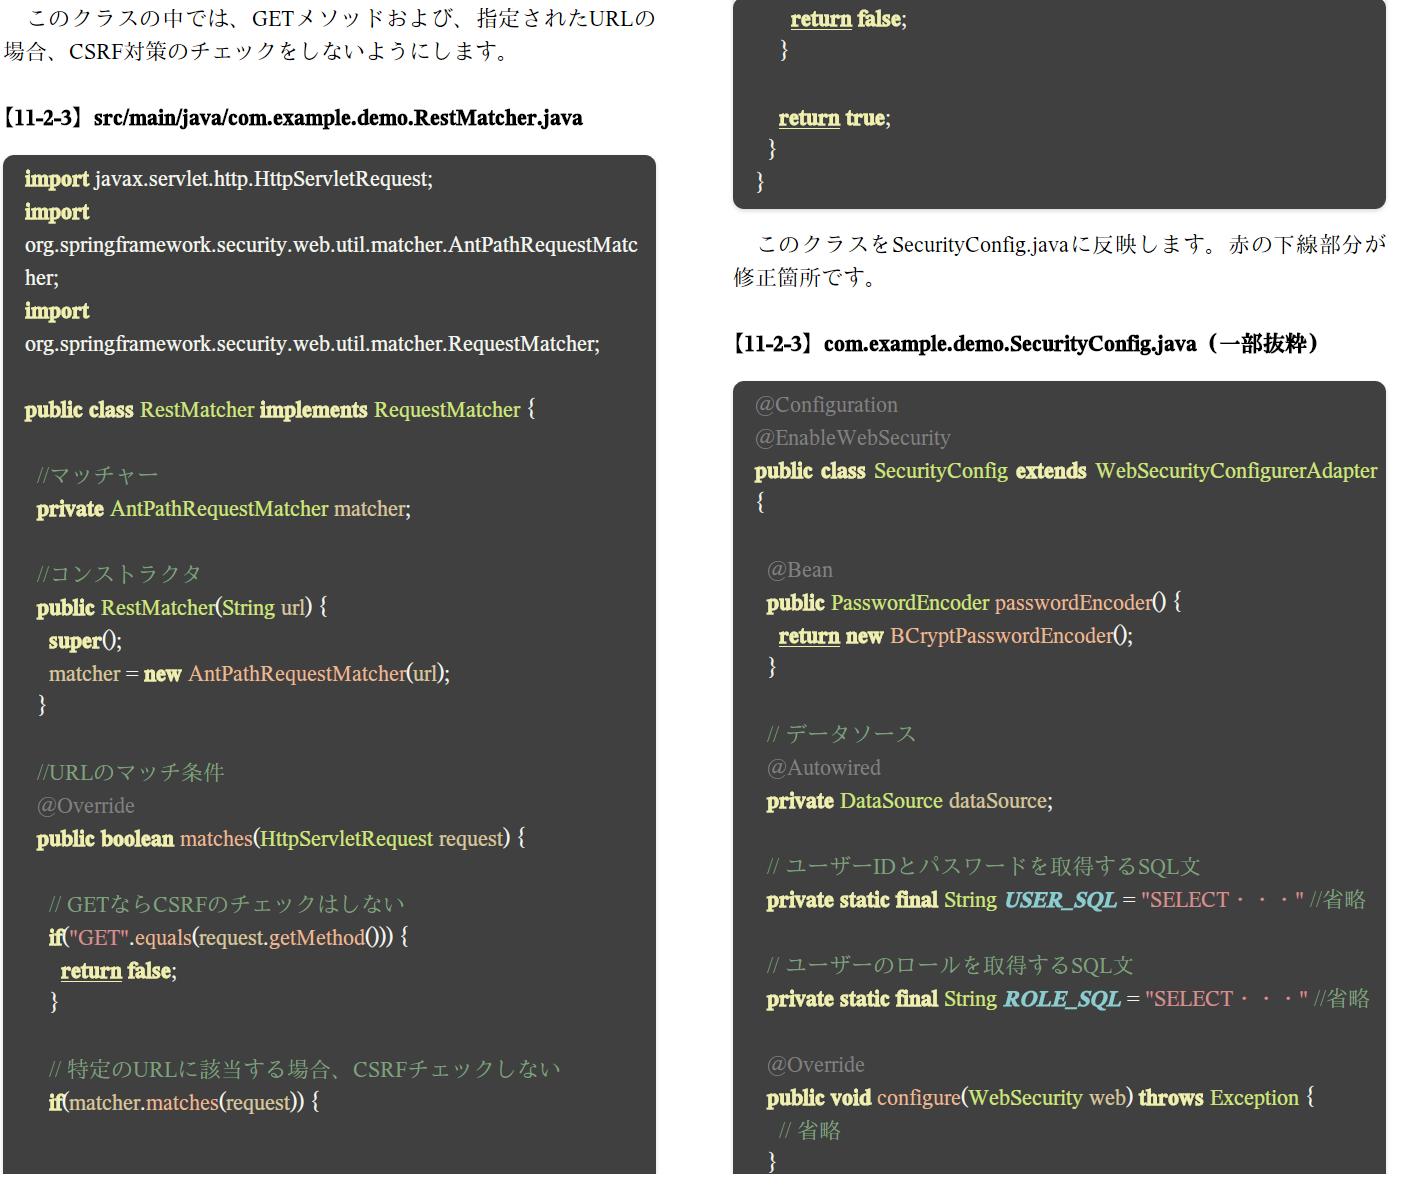 このクラスの中では、GETメソッドおよび、指定されたURLの
場合、CSRF対策のチェックをしないようにします。
【11-2-3】src/main/java/com.example.demo.RestMatcher.java
import javax.servlet.http.HttpServletRequest;
import
org.springframework.security.web.util.matcher.AntPathRequestMatc
her;
import
org.springframework.security.web.util.matcher.RequestMatcher;
public class RestMatcher implements RequestMatcher {
//マッチャー
private AntPathRequestMatcher matcher;
//コンストラクタ
public RestMatcher(String url) {
super();
matcher = new AntPathRequestMatcher(url);
}
//URLのマッチ条件
@Override
public boolean matches(HttpServletRequest request) {
// GETならCSRFのチェックはしない
if("GET".equals(request.getMethod())) {
return false;
}
// 特定のURLに該当する場合、CSRFチェックしない
if(matcher.matches(request)) {
return false;
}
return true;
}
}
このクラスをSecurityConfig.javaに反映します。赤の下線部分が
修正箇所です。
【11-2-3】com.example.demo.SecurityConfig.java（一部抜粋）
@Configuration
@EnableWebSecurity
public class SecurityConfig extends WebSecurityConfigurerAdapter
{
@Bean
public PasswordEncoder passwordEncoder() {
return new BCryptPasswordEncoder();
}
// データソース
@Autowired
private DataSource dataSource;
// ユーザーIDとパスワードを取得するSQL文
private static final String USER_SQL = "SELECT・・・" //省略
// ユーザーのロールを取得するSQL文
private static final String ROLE_SQL = "SELECT・・・" //省略
@Override
public void configure(WebSecurity web) throws Exception {
// 省略
}